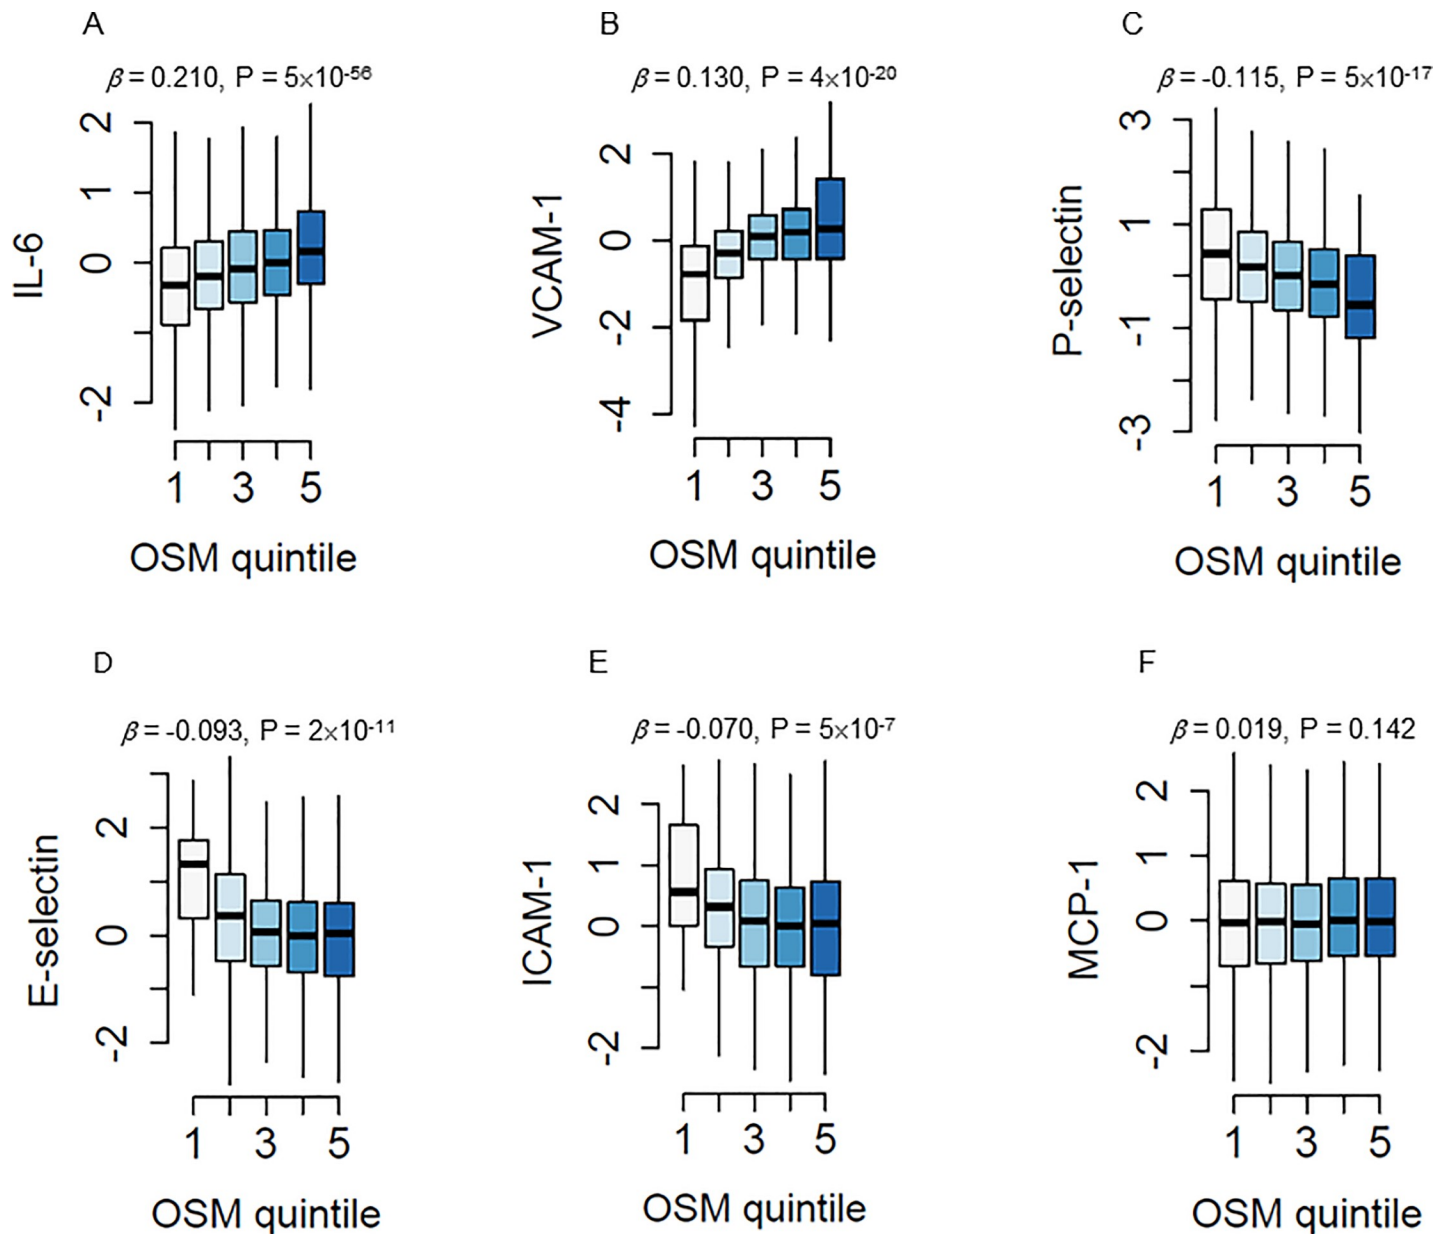 A
β = 0.210, P = 5×10⁻⁵⁶
IL-6
2
1
0
-2
1 3 5
OSM quintile
B
β = 0.130, P = 4×10⁻²⁰
VCAM-1
2
0
-2
-4
1 3 5
OSM quintile
C
β = -0.115, P = 5×10⁻¹⁷
P-selectin
3
1
-1
-3
1 3 5
OSM quintile
D
β = -0.093, P = 2×10⁻¹¹
E-selectin
2
0
-2
1 3 5
OSM quintile
E
β = -0.070, P = 5×10⁻⁷
ICAM-1
2
1
0
-2
1 3 5
OSM quintile
F
β = 0.019, P = 0.142
MCP-1
2
1
0
-2
1 3 5
OSM quintile